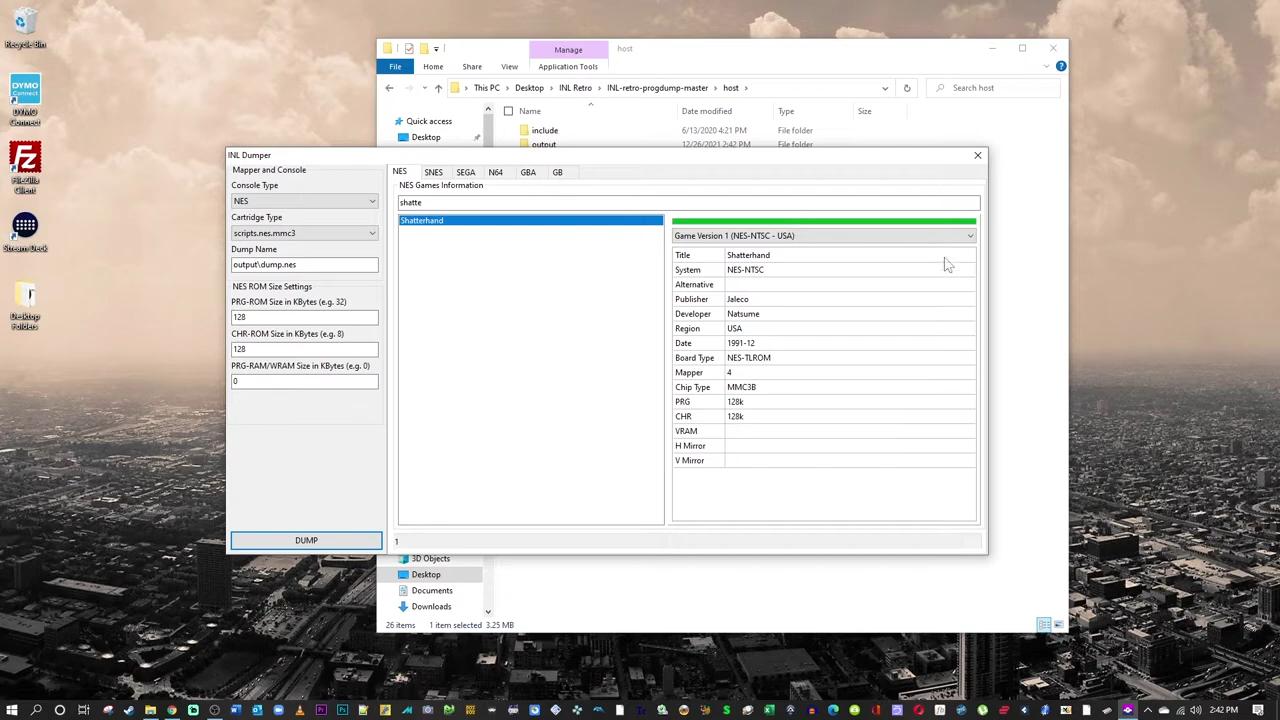 Recycle Bin
DYMO
DYMO
Connect
FileZilla
Client
Stream Deck
Desktop
Folders
Manage
host
File
Home
Share
View
Application Tools
This PC
Desktop
INL Retro
INL-retro-progdump-master
host
Search host
Name
Date modified
Type
Size
Quick access
Desktop
include
6/13/2020 4:21 PM
File folder
output
12/26/2021 2:42 PM
File folder
INL Dumper
Mapper and Console
Console Type
NES
Cartridge Type
scripts.nes.mmc3
Dump Name
output\dump.nes
NES ROM Size Settings
PRG-ROM Size in KBytes (e.g. 32)
128
CHR-ROM Size in KBytes (e.g. 8)
128
PRG-RAM/WRAM Size in KBytes (e.g. 0)
0
DUMP
NES
SNES
SEGA
N64
GBA
GB
NES Games Information
shatte
Shatterhand
Game Version 1 (NES-NTSC - USA)
Title Shatterhand
System NES-NTSC
Alternative
Publisher Jaleco
Developer Natsume
Region USA
Date 1991-12
Board Type NES-TLROM
Mapper 4
Chip Type MMC3B
PRG 128k
CHR 128k
VRAM
H Mirror
V Mirror
1
3D Objects
Desktop
Documents
Downloads
26 items
1 item selected 3.25 MB
2:42 PM